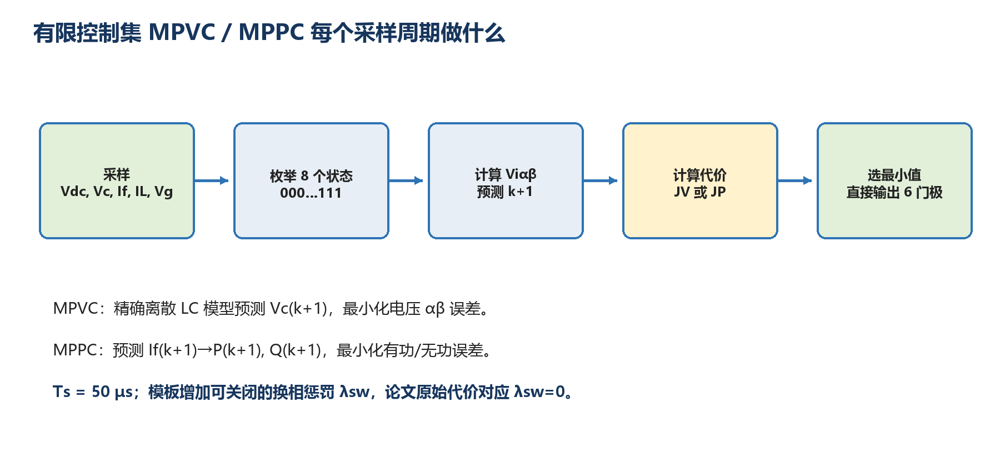 有限控制集 MPVC / MPPC 每个采样周期做什么
采样
Vdc, Vc, If, IL, Vg
枚举 8 个状态
000...111
计算 Viαβ
预测 k+1
计算代价
JV 或 JP
选最小值
直接输出 6 门极
MPVC：精确离散 LC 模型预测 Vc(k+1)，最小化电压 αβ 误差。
MPPC：预测 If(k+1)→P(k+1), Q(k+1)，最小化有功/无功误差。
Ts = 50 μs；模板增加可关闭的换相惩罚 λsw，论文原始代价对应 λsw=0。